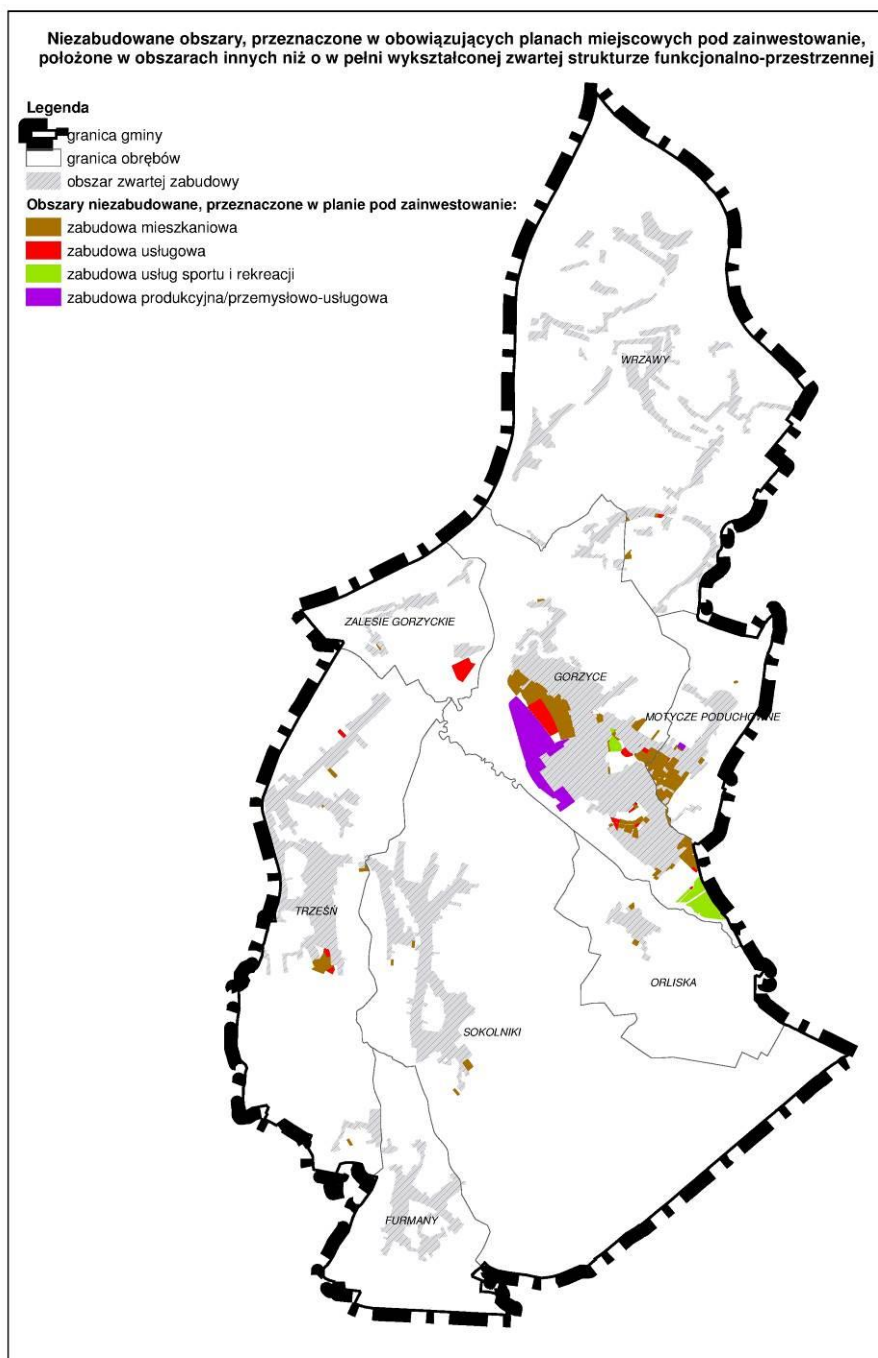 Niezabudowane obszary, przeznaczone w obowiązujących planach miejscowych pod zainwestowanie,
położone w obszarach innych niż o w pełni wykształconej zwartej strukturze funkcjonalno-przestrzennej
Legenda
granica gminy
granica obrębów
obszar zwartej zabudowy
Obszary niezabudowane, przeznaczone w planie pod zainwestowanie:
zabudowa mieszkaniowa
zabudowa usługowa
zabudowa usług sportu i rekreacji
zabudowa produkcyjna/przemysłowo-usługowa
WRZAWY
ZALESIE GORZYCKIE
GORZYCE
MOTYCZE PODUCHOWNE
TRZEŚŃ
ORLISKA
SOKOLNIKI
FURMANY